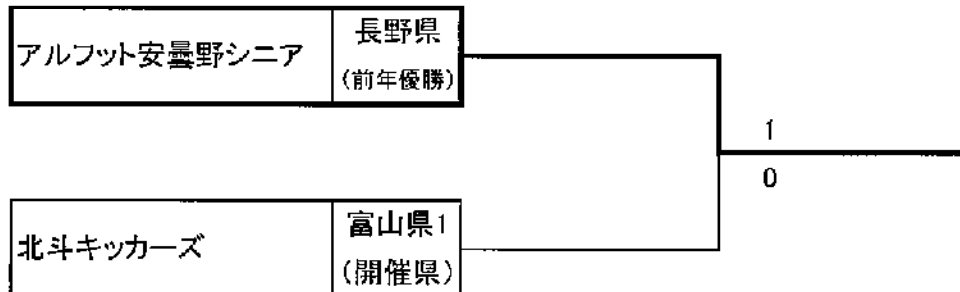 アルフット安曇野シニア
長野県
(前年優勝)
1
0
北斗キッカーズ
富山県1
(開催県)